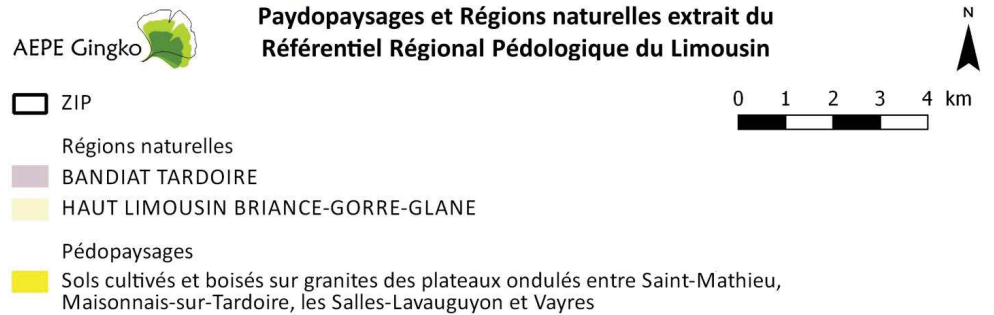 AEPE Gingko
Paydopaysages et Régions naturelles extrait du
Référentiel Régional Pédologique du Limousin
N
0 1 2 3 4 km
ZIP
Régions naturelles
BANDIAT TARDOIRE
HAUT LIMOUSIN BRIANCE-GORRE-GLANE
Pédopaysages
Sols cultivés et boisés sur granites des plateaux ondulés entre Saint-Mathieu,
Maisonnais-sur-Tardoire, les Salles-Lavauguyon et Vayres